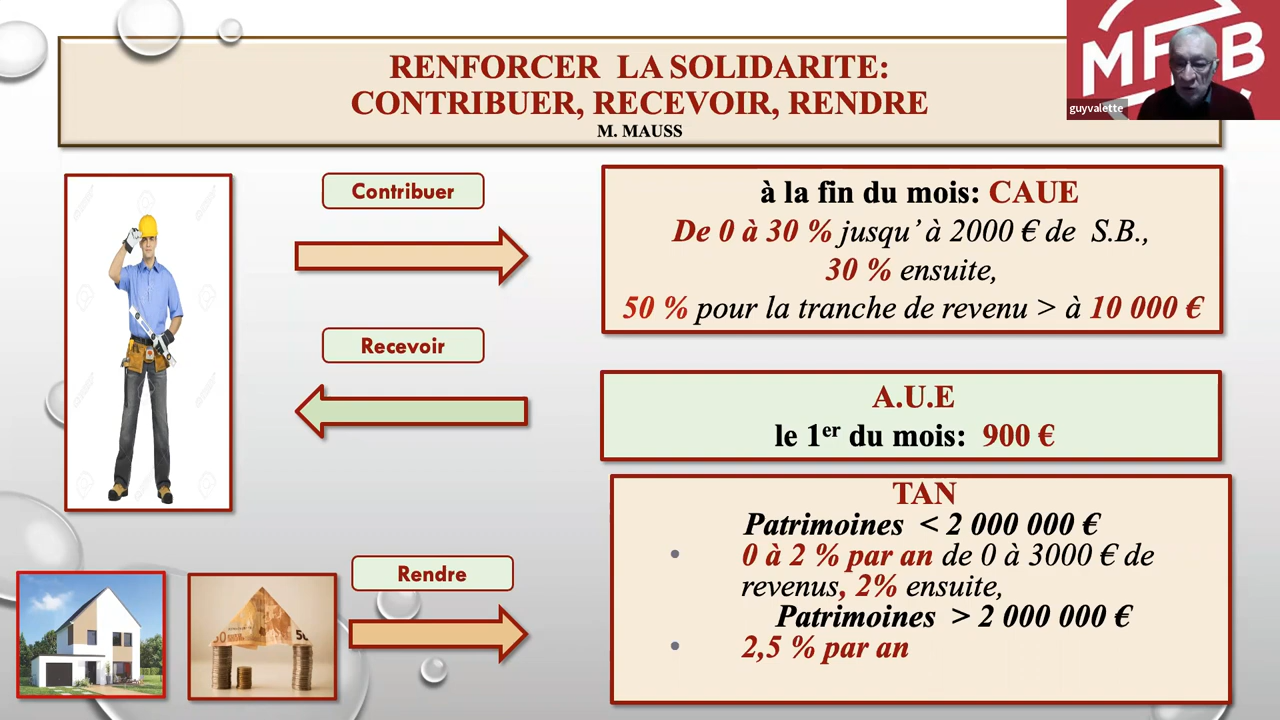 RENFORCER LA SOLIDARITE:
CONTRIBUER, RECEVOIR, RENDRE
M. MAUSS
MFRB
guyvalette
Contribuer
à la fin du mois: CAUE
De 0 à 30 % jusqu’ à 2000 € de S.B.,
30 % ensuite,
50 % pour la tranche de revenu > à 10 000 €
Recevoir
A.U.E
le 1er du mois: 900 €
TAN
Patrimoines < 2 000 000 €
• 0 à 2 % par an de 0 à 3000 € de
revenus, 2% ensuite,
Patrimoines > 2 000 000 €
• 2,5 % par an
Rendre
50
50